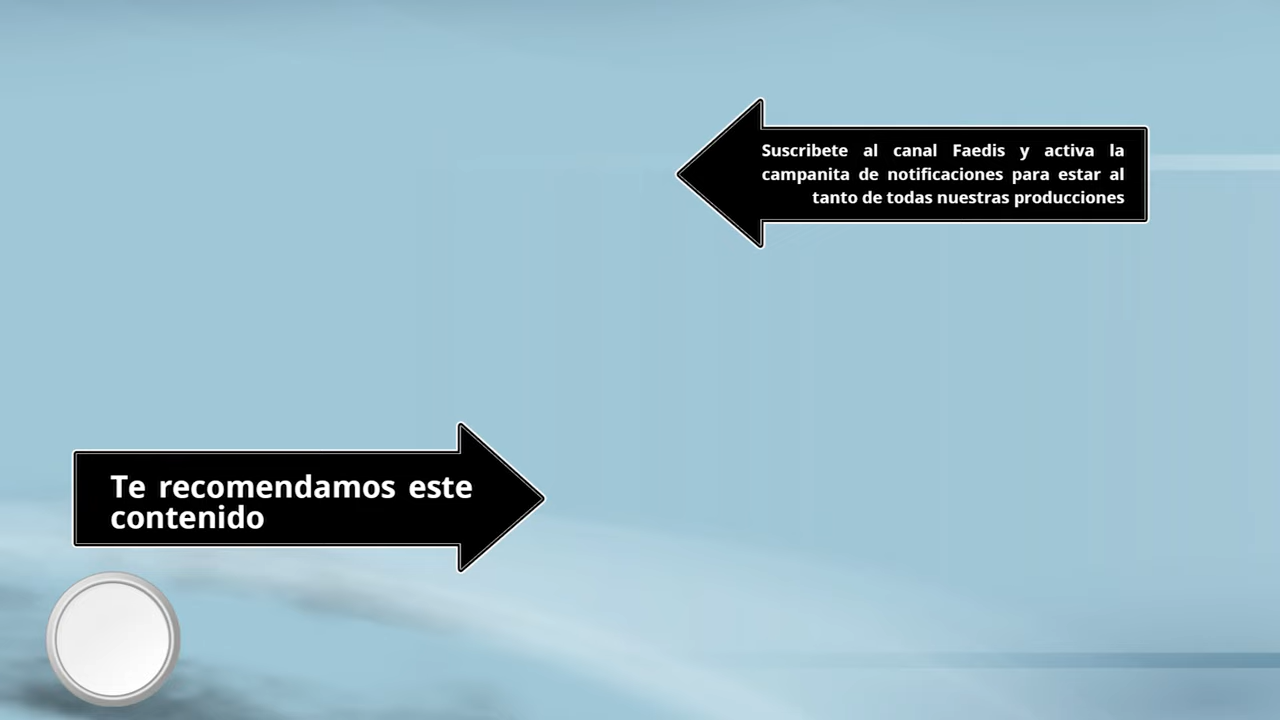 Suscribete al canal Faedis y activa la
campanita de notificaciones para estar al
tanto de todas nuestras producciones
Te recomendamos este
contenido